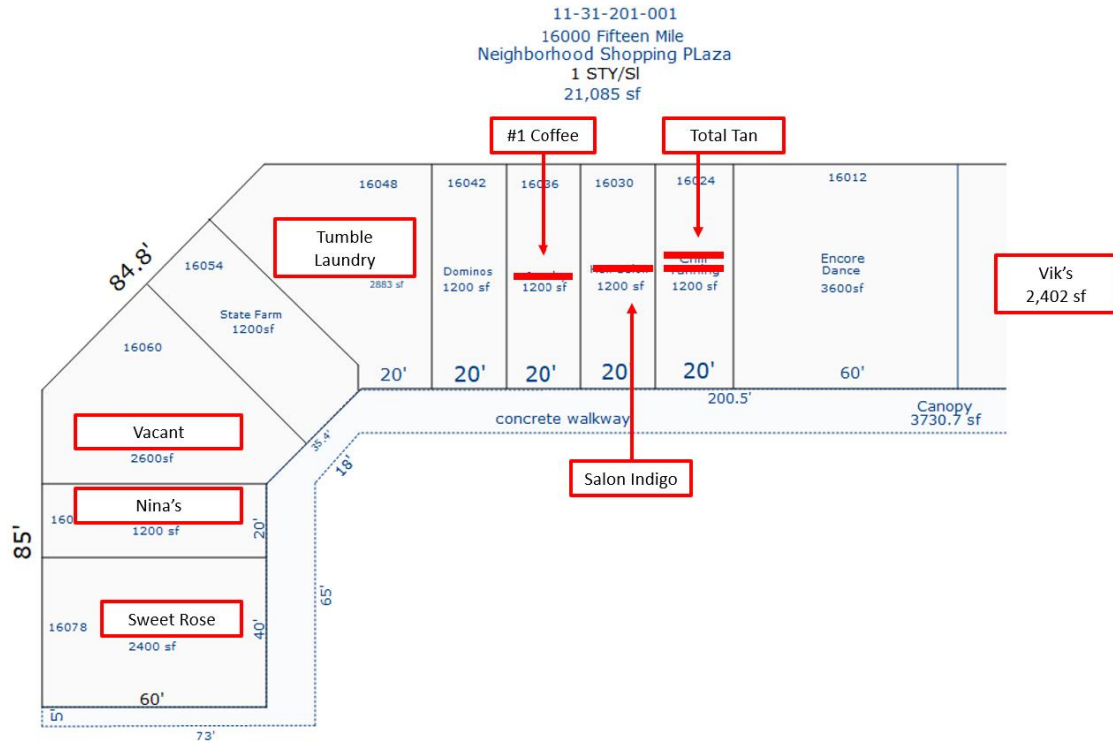 11-31-201-001
16000 Fifteen Mile
Neighborhood Shopping PLaza
1 STY/Sl
21,085 sf
#1 Coffee
Total Tan
16048
16042
16036
16030
16024
16012
Tumble
Laundry
2883 sf
Dominos
1200 sf
1200 sf
1200 sf
1200 sf
Encore
Dance
3600sf
Vik's
2,402 sf
84.8'
16054
State Farm
1200sf
16060
20'
20'
20'
20'
20'
60'
200.5'
Canopy
3730.7 sf
concrete walkway
35.4'
18'
Vacant
2600sf
Salon Indigo
Nina's
1200 sf
20'
85'
65'
Sweet Rose
16078
2400 sf
40'
60'
5'
73'